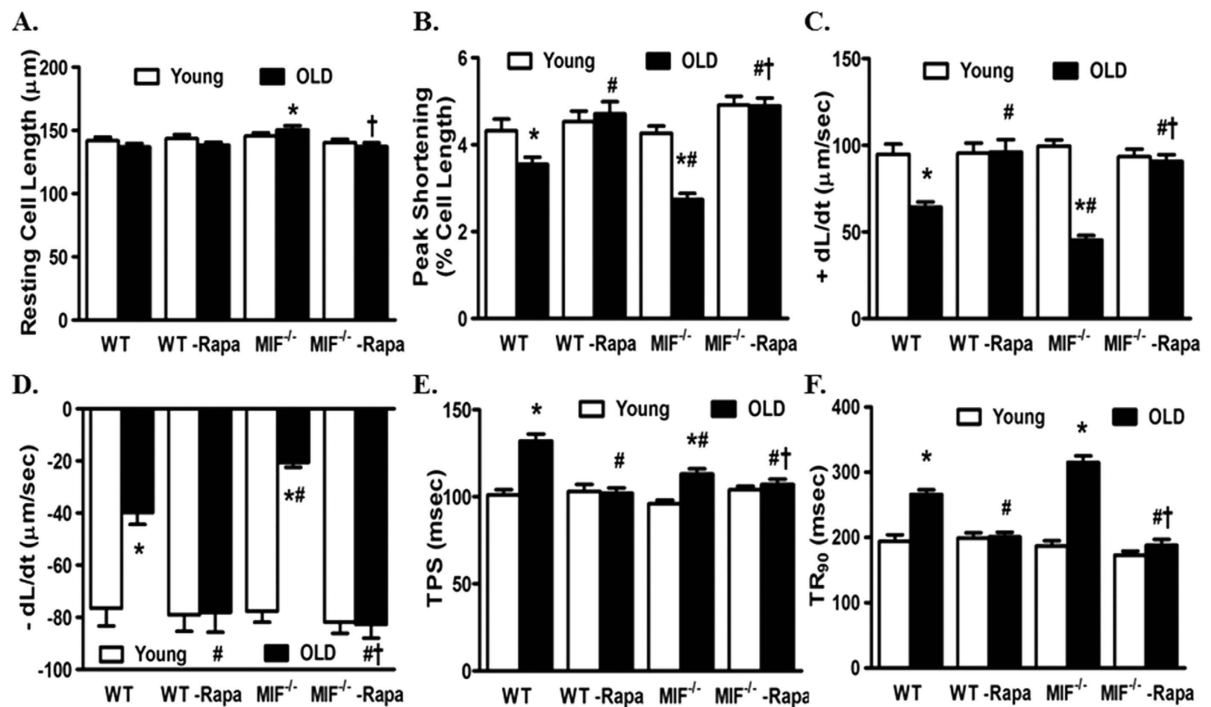 A.
Resting Cell Length (μm)
200
150
100
50
0
Young
OLD
*
†
WT
WT -Rapa
MIF-/-
MIF-/- -Rapa
B.
Peak Shortening
(% Cell Length)
6
4
2
0
Young
OLD
*
#
*#
#†
WT
WT -Rapa
MIF-/-
MIF-/- -Rapa
C.
+ dL/dt (μm/sec)
150
100
50
0
Young
OLD
*
#
*#
#†
WT
WT -Rapa
MIF-/-
MIF-/- -Rapa
D.
- dL/dt (μm/sec)
0
-20
-40
-60
-80
-100
*
*#
Young
#
OLD
#†
WT
WT -Rapa
MIF-/-
MIF-/- -Rapa
E.
TPS (msec)
150
100
50
0
Young
OLD
*
#
*#
#†
WT
WT -Rapa
MIF-/-
MIF-/- -Rapa
F.
TR90 (msec)
400
300
200
100
0
Young
OLD
*
#
*
#†
WT
WT -Rapa
MIF-/-
MIF-/- -Rapa